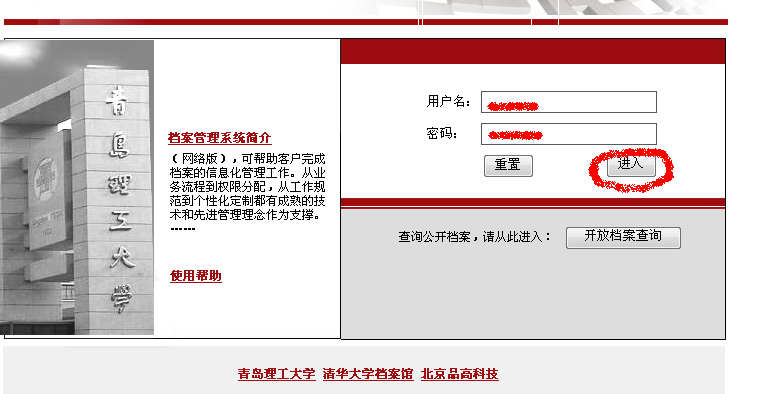 青
島
理
工
大
学
档案管理系统简介
（网络版），可帮助客户完成
档案的信息化管理工作。从业
务流程到权限分配，从工作规
范到个性化定制都有成熟的技
术和先进管理理念作为支撑。
······
使用帮助
用户名：
密码：
重置 进入
查询公开档案，请从此进入： 开放档案查询
青岛理工大学 清华大学档案馆 北京品高科技